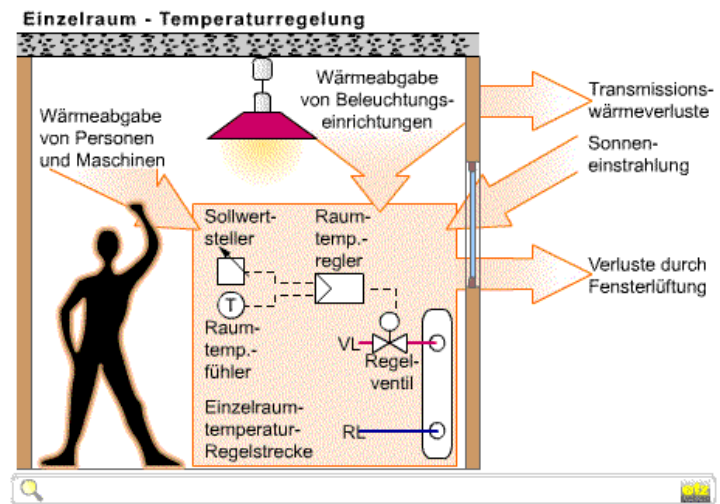 Einzelraum - Temperaturregelung
Wärmeabgabe
von Personen
und Maschinen
Wärmeabgabe
von Beleuchtungs-
einrichtungen
Transmissions-
wärmeverluste
Sonnen-
einstrahlung
Verluste durch
Fensterlüftung
Sollwert-
steller
Raum-
temp.-
regler
T
Raum-
temp.-
fühler
VL
Regel-
ventil
Einzelraum-
temperatur-
Regelstrecke
RL